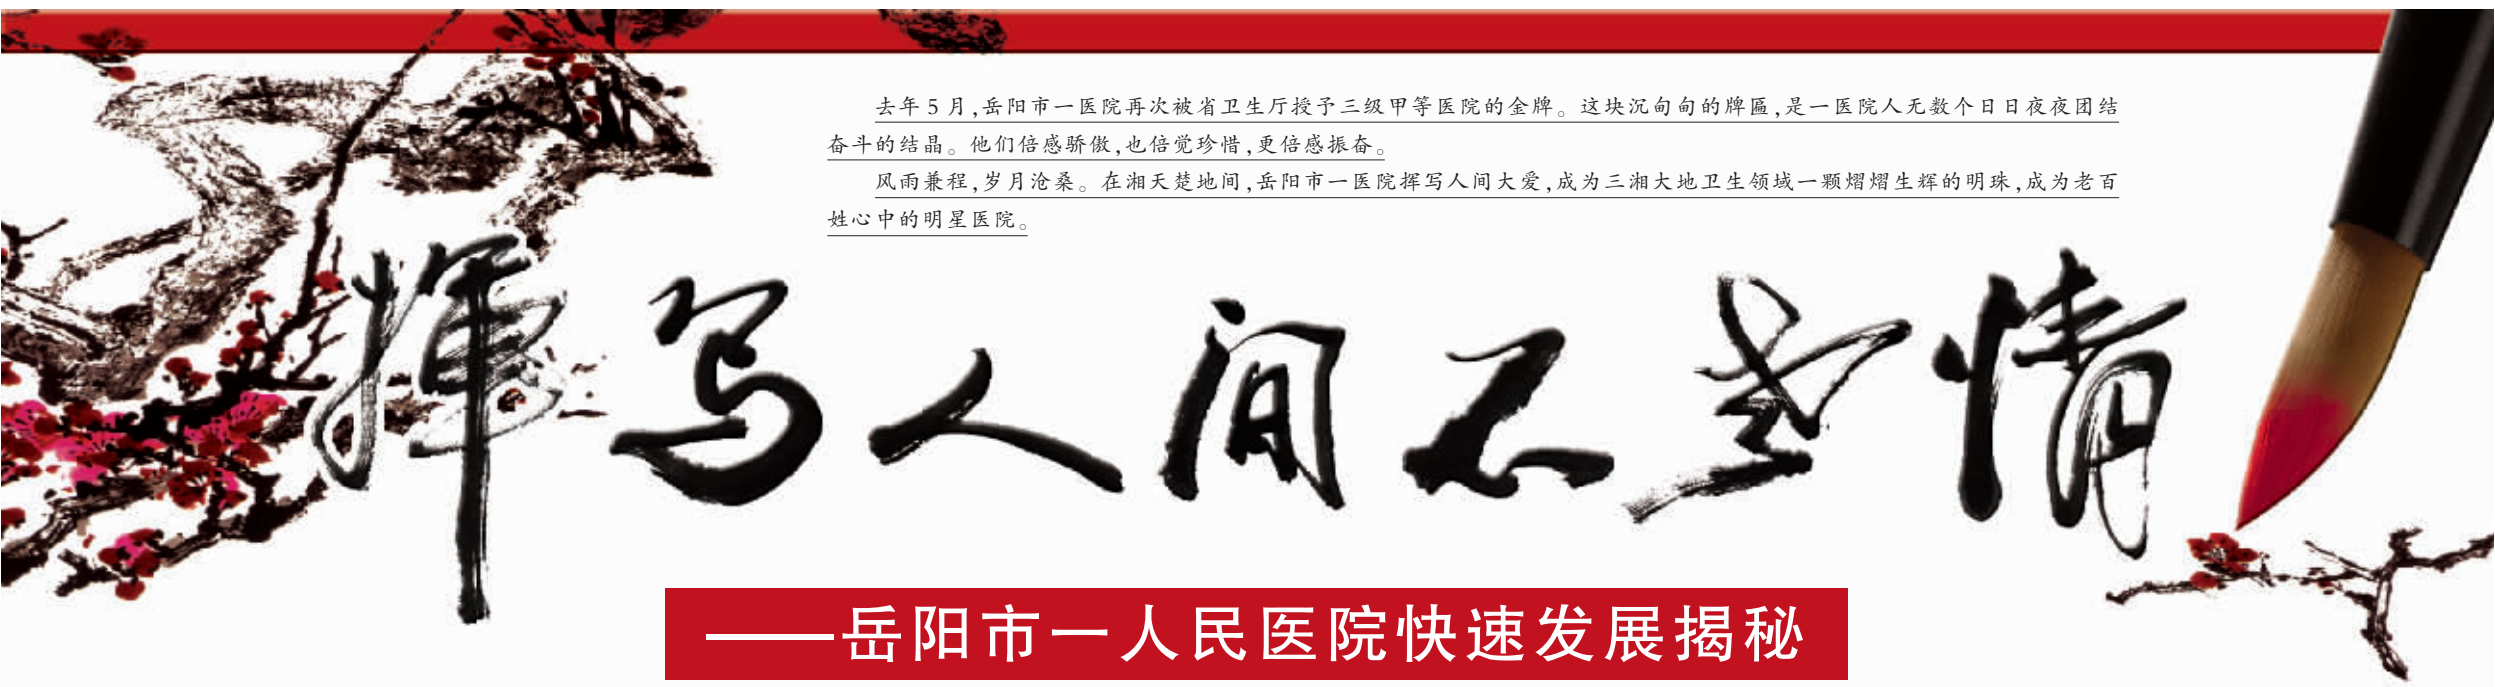 去年5月,岳阳市一医院再次被省卫生厅授予三级甲等医院的金牌。这块沉甸甸的牌匾,是一医院人无数个日日夜夜团结
奋斗的结晶。他们倍感骄傲,也倍觉珍惜,更倍感振奋。
风雨兼程,岁月沧桑。在湘天楚地间,岳阳市一医院挥写人间大爱,成为三湘大地卫生领域一颗熠熠生辉的明珠,成为老百
姓心中的明星医院。
挥写人间不老情
——岳阳市一人民医院快速发展揭秘